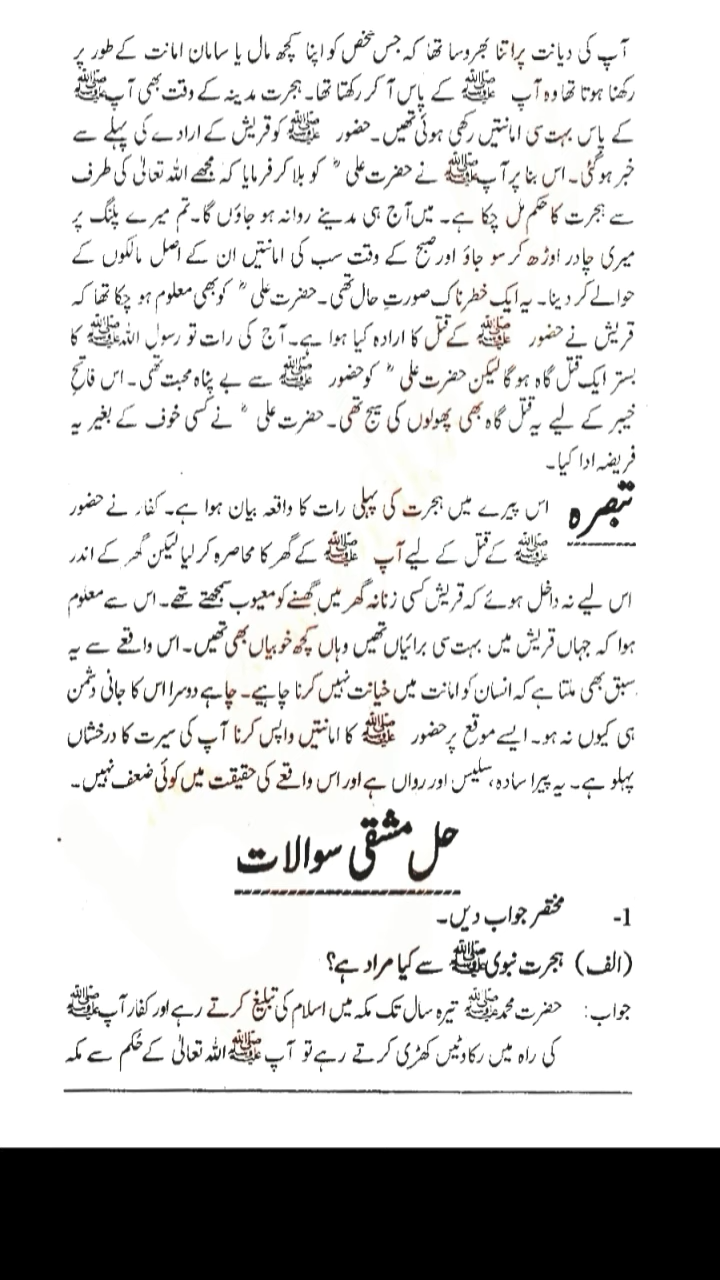 آپ کی دیانت پر اتنا بھروسا تھا کہ جس شخص کو اپنا کچھ مال یا سامان امانت کے طور پر
رکھنا ہوتا تھا وہ آپ ﷺ کے پاس آ کر رکھتا تھا۔ ہجرت مدینہ کے وقت بھی آپ ﷺ
کے پاس بہت سی امانتیں رکھی ہوئی تھیں۔ حضور ﷺ کو قریش کے ارادے کی پہلے سے
خبر ہو گئی۔ اس بنا پر آپ ﷺ نے حضرت علیؓ کو بلا کر فرمایا کہ مجھے اللہ تعالیٰ کی طرف
سے ہجرت کا حکم مل چکا ہے۔ میں آج ہی مدینے روانہ ہو جاؤں گا۔ تم میرے پلنگ پر
میری چادر اوڑھ کر سو جاؤ اور صبح کے وقت سب کی امانتیں ان کے اصل مالکوں کے
حوالے کر دینا۔ یہ ایک خطرناک صورتِ حال تھی۔ حضرت علیؓ کو بھی معلوم ہو چکا تھا کہ
قریش نے حضور ﷺ کے قتل کا ارادہ کیا ہوا ہے۔ آج کی رات تو رسول اللہ ﷺ کا
بستر ایک قتل گاہ ہو گا لیکن حضرت علیؓ کو حضور ﷺ سے بے پناہ محبت تھی۔ اس فاتح
خیبر کے لیے یہ قتل گاہ بھی پھولوں کی سیج تھی۔ حضرت علیؓ نے کسی خوف کے بغیر یہ
فریضہ ادا کیا۔
تبصرہ اس پیرے میں ہجرت کی پہلی رات کا واقعہ بیان ہوا ہے۔ کفار نے حضور
ﷺ کے قتل کے لیے آپ ﷺ کے گھر کا محاصرہ کر لیا لیکن گھر کے اندر
اس لیے نہ داخل ہوئے کہ قریش کسی زنانہ گھر میں گھسنے کو معیوب سمجھتے تھے۔ اس سے معلوم
ہوا کہ جہاں قریش میں بہت سی برائیاں تھیں وہاں کچھ خوبیاں بھی تھیں۔ اس واقعے سے یہ
سبق بھی ملتا ہے کہ انسان کو امانت میں خیانت نہیں کرنا چاہیے۔ چاہے دوسرا اس کا جانی دشمن
ہی کیوں نہ ہو۔ ایسے موقع پر حضور ﷺ کا امانتیں واپس کرنا آپ کی سیرت کا درخشاں
پہلو ہے۔ یہ پیرا سادہ، سلیس اور رواں ہے اور اس واقعے کی حقیقت میں کوئی ضعف نہیں۔
حل مشقی سوالات
1- مختصر جواب دیں۔
(الف) ہجرت نبوی ﷺ سے کیا مراد ہے؟
جواب: حضرت محمد ﷺ تیرہ سال تک مکہ میں اسلام کی تبلیغ کرتے رہے اور کفار آپ ﷺ
کی راہ میں رکاوٹیں کھڑی کرتے رہے تو آپ ﷺ اللہ تعالیٰ کے حُکم سے مکہ